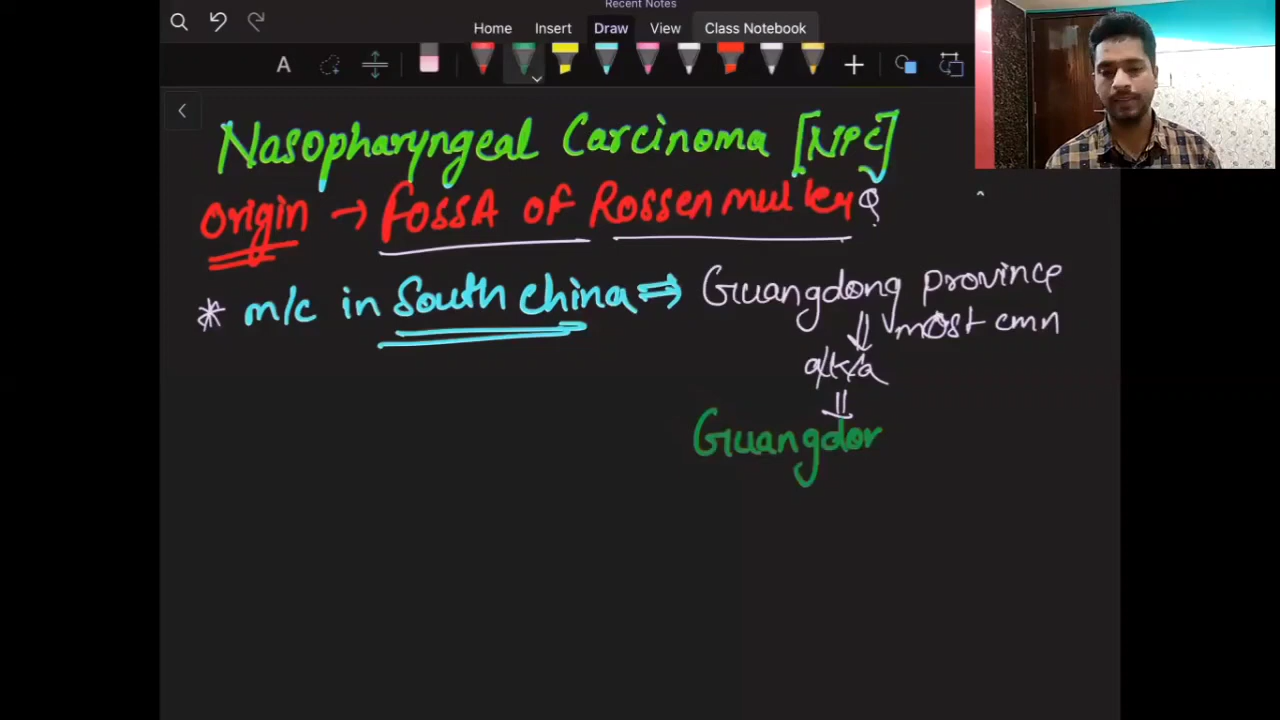 Recent Notes
Home Insert Draw View Class Notebook
A
Nasopharyngeal Carcinoma [NPC]
Origin → Fossa of Rossenmuller Q
* m/c in South China ⇒ Guangdong province
most cmn
a/k/a
Guangdor